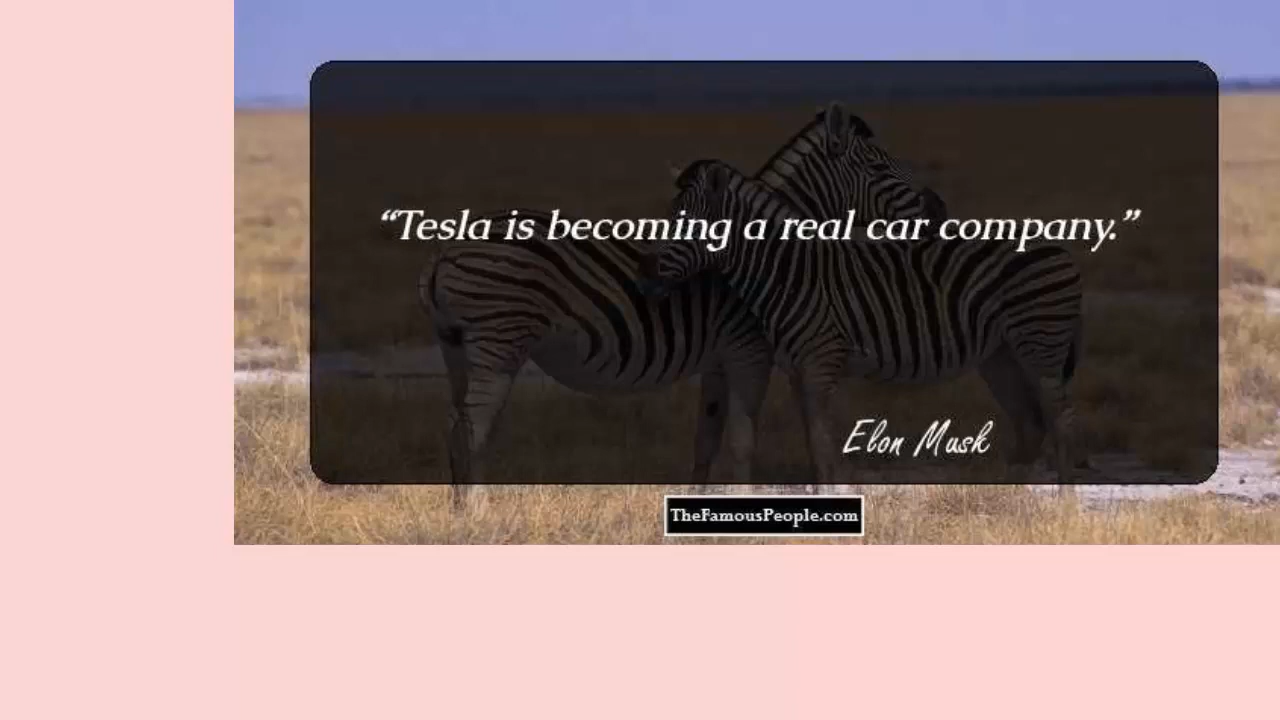 “Tesla is becoming a real car company.”
Elon Musk
TheFamousPeople.com